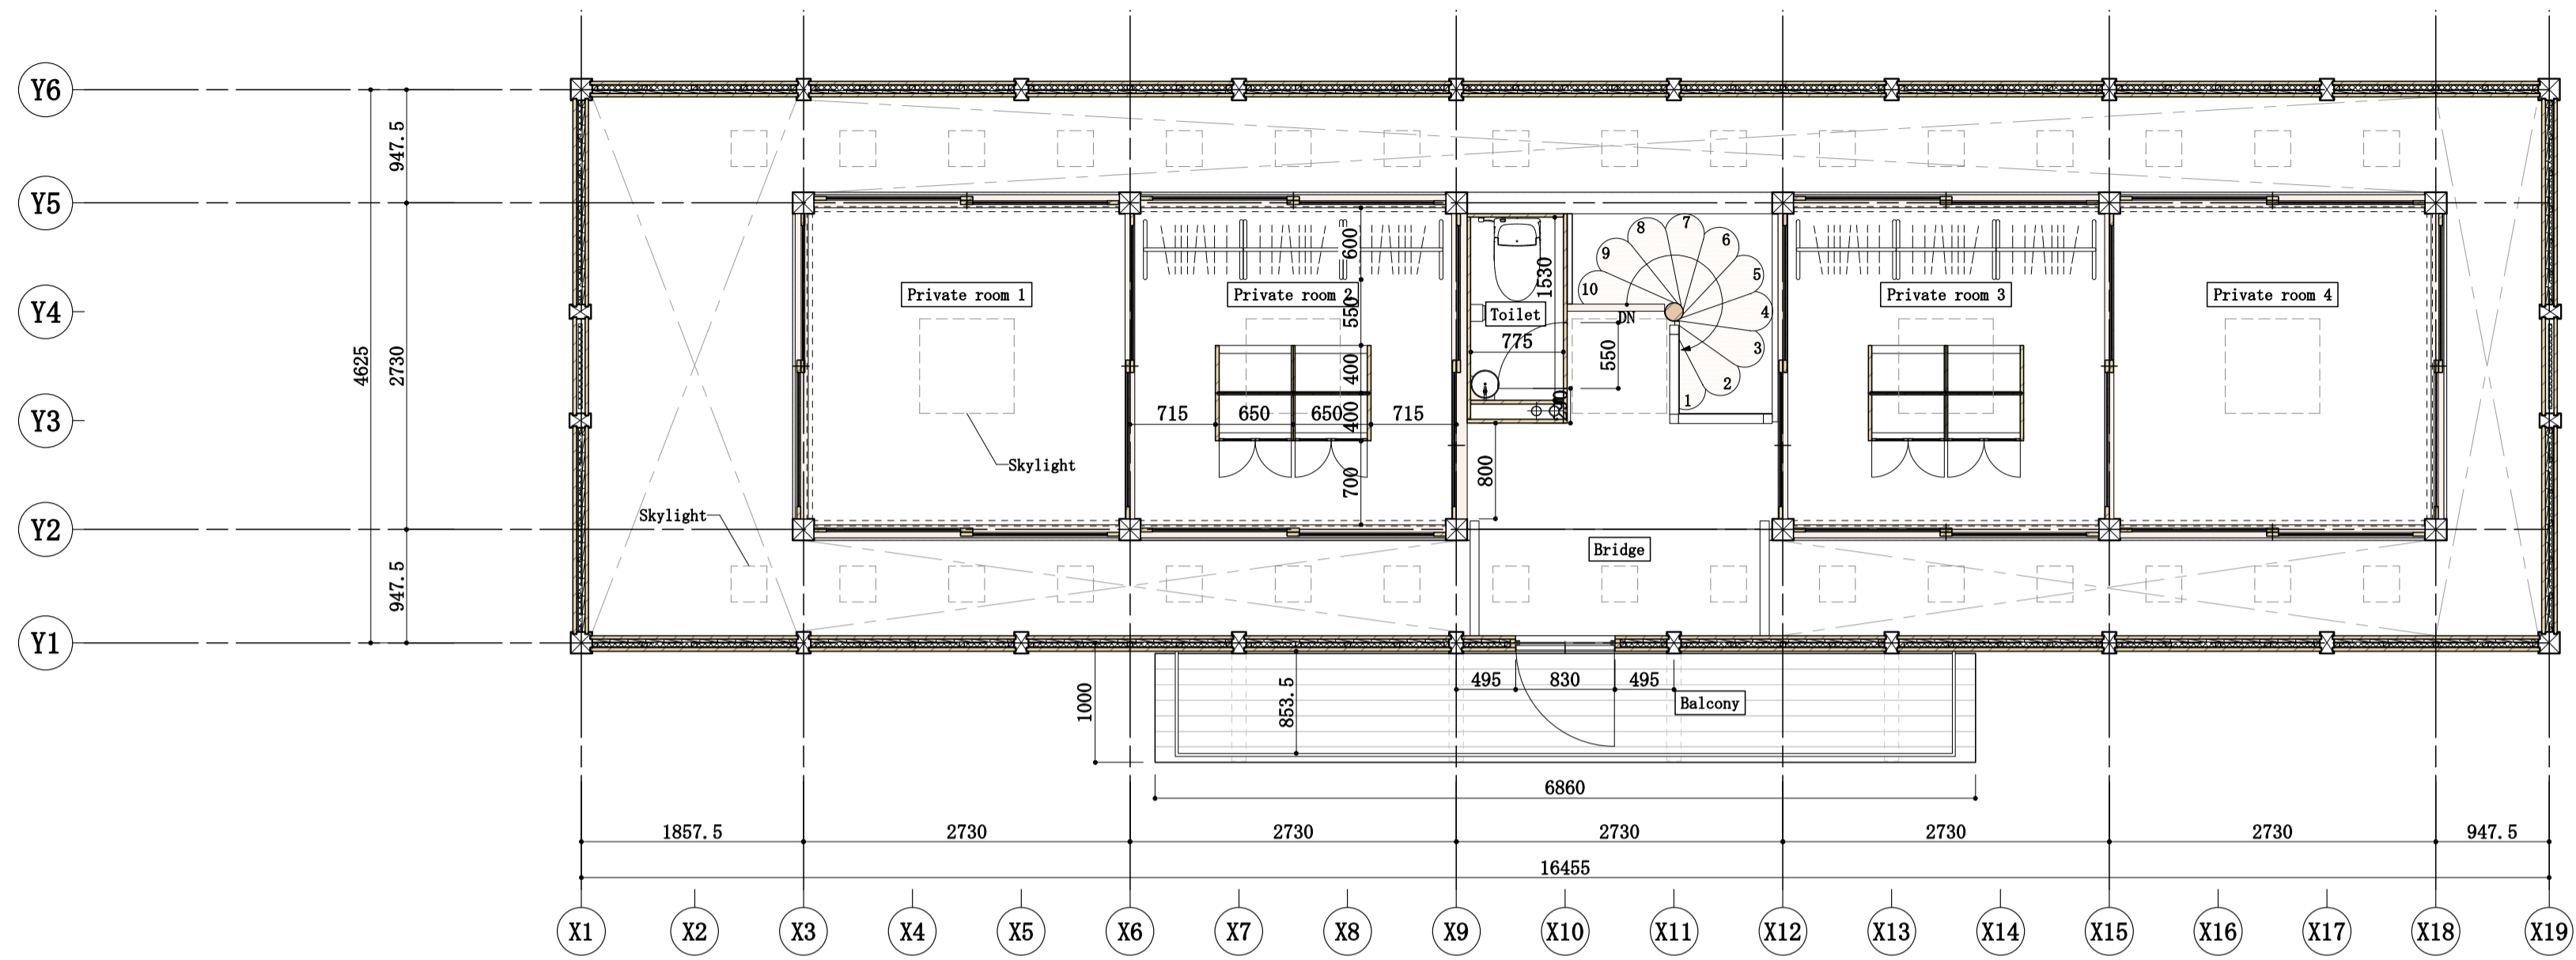 Y6
Y5
Y4
Y3
Y2
Y1
4625
947.5
2730
947.5
Private room 1
Private room 2
Toilet
Private room 3
Private room 4
Skylight
Skylight
Bridge
Balcony
DN
1
2
3
4
5
6
7
8
9
10
600
550
400
400
700
715
650
650
715
1530
775
550
800
495
830
495
1000
853.5
6860
1857.5
2730
2730
2730
2730
2730
947.5
16455
X1
X2
X3
X4
X5
X6
X7
X8
X9
X10
X11
X12
X13
X14
X15
X16
X17
X18
X19